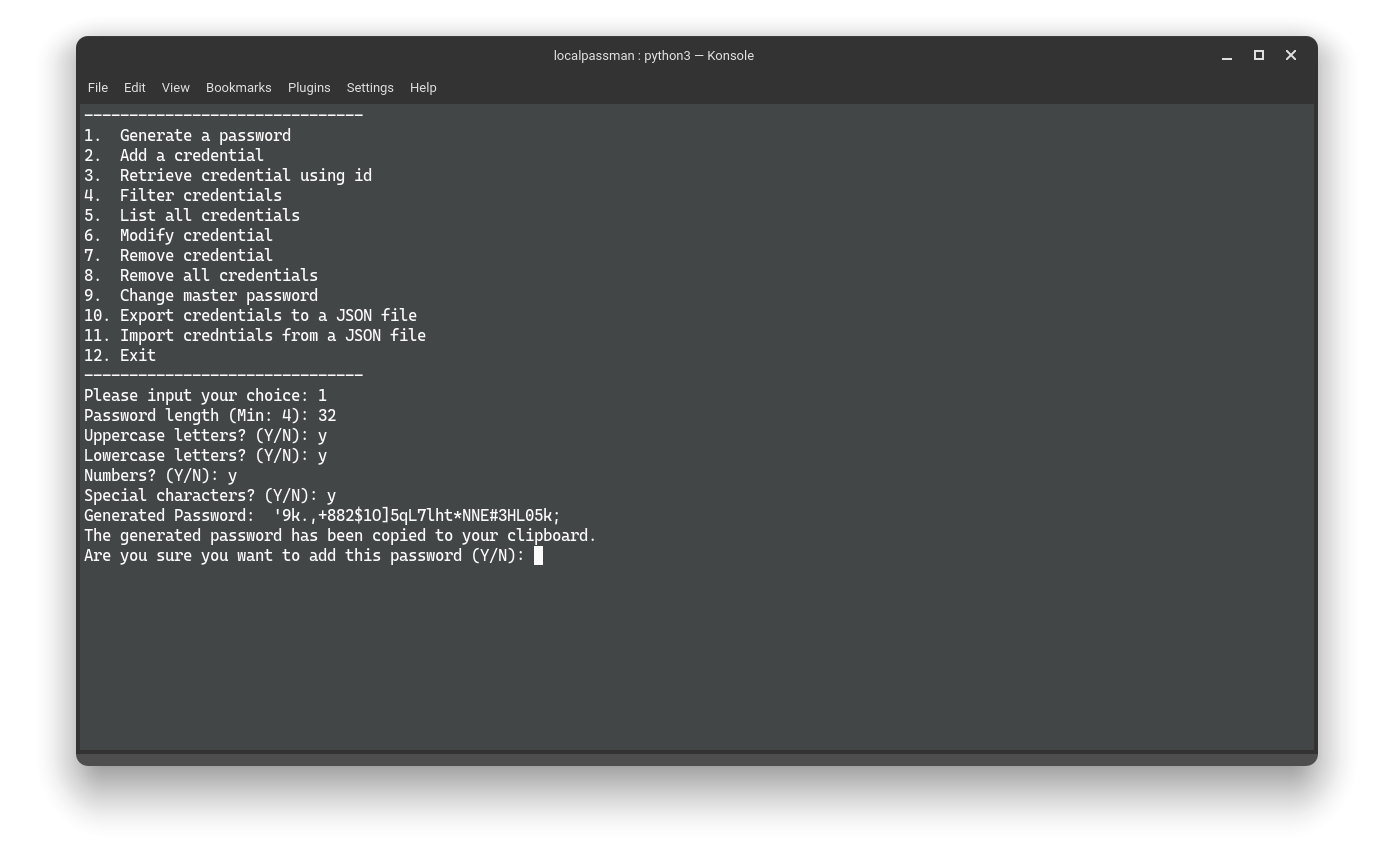 localpassman : python3 — Konsole
File Edit View Bookmarks Plugins Settings Help
-------------------------------
1.  Generate a password
2.  Add a credential
3.  Retrieve credential using id
4.  Filter credentials
5.  List all credentials
6.  Modify credential
7.  Remove credential
8.  Remove all credentials
9.  Change master password
10. Export credentials to a JSON file
11. Import credntials from a JSON file
12. Exit
-------------------------------
Please input your choice: 1
Password length (Min: 4): 32
Uppercase letters? (Y/N): y
Lowercase letters? (Y/N): y
Numbers? (Y/N): y
Special characters? (Y/N): y
Generated Password:  '9k.,+882$1O]5qL7lht*NNE#3HL05k;
The generated password has been copied to your clipboard.
Are you sure you want to add this password (Y/N):